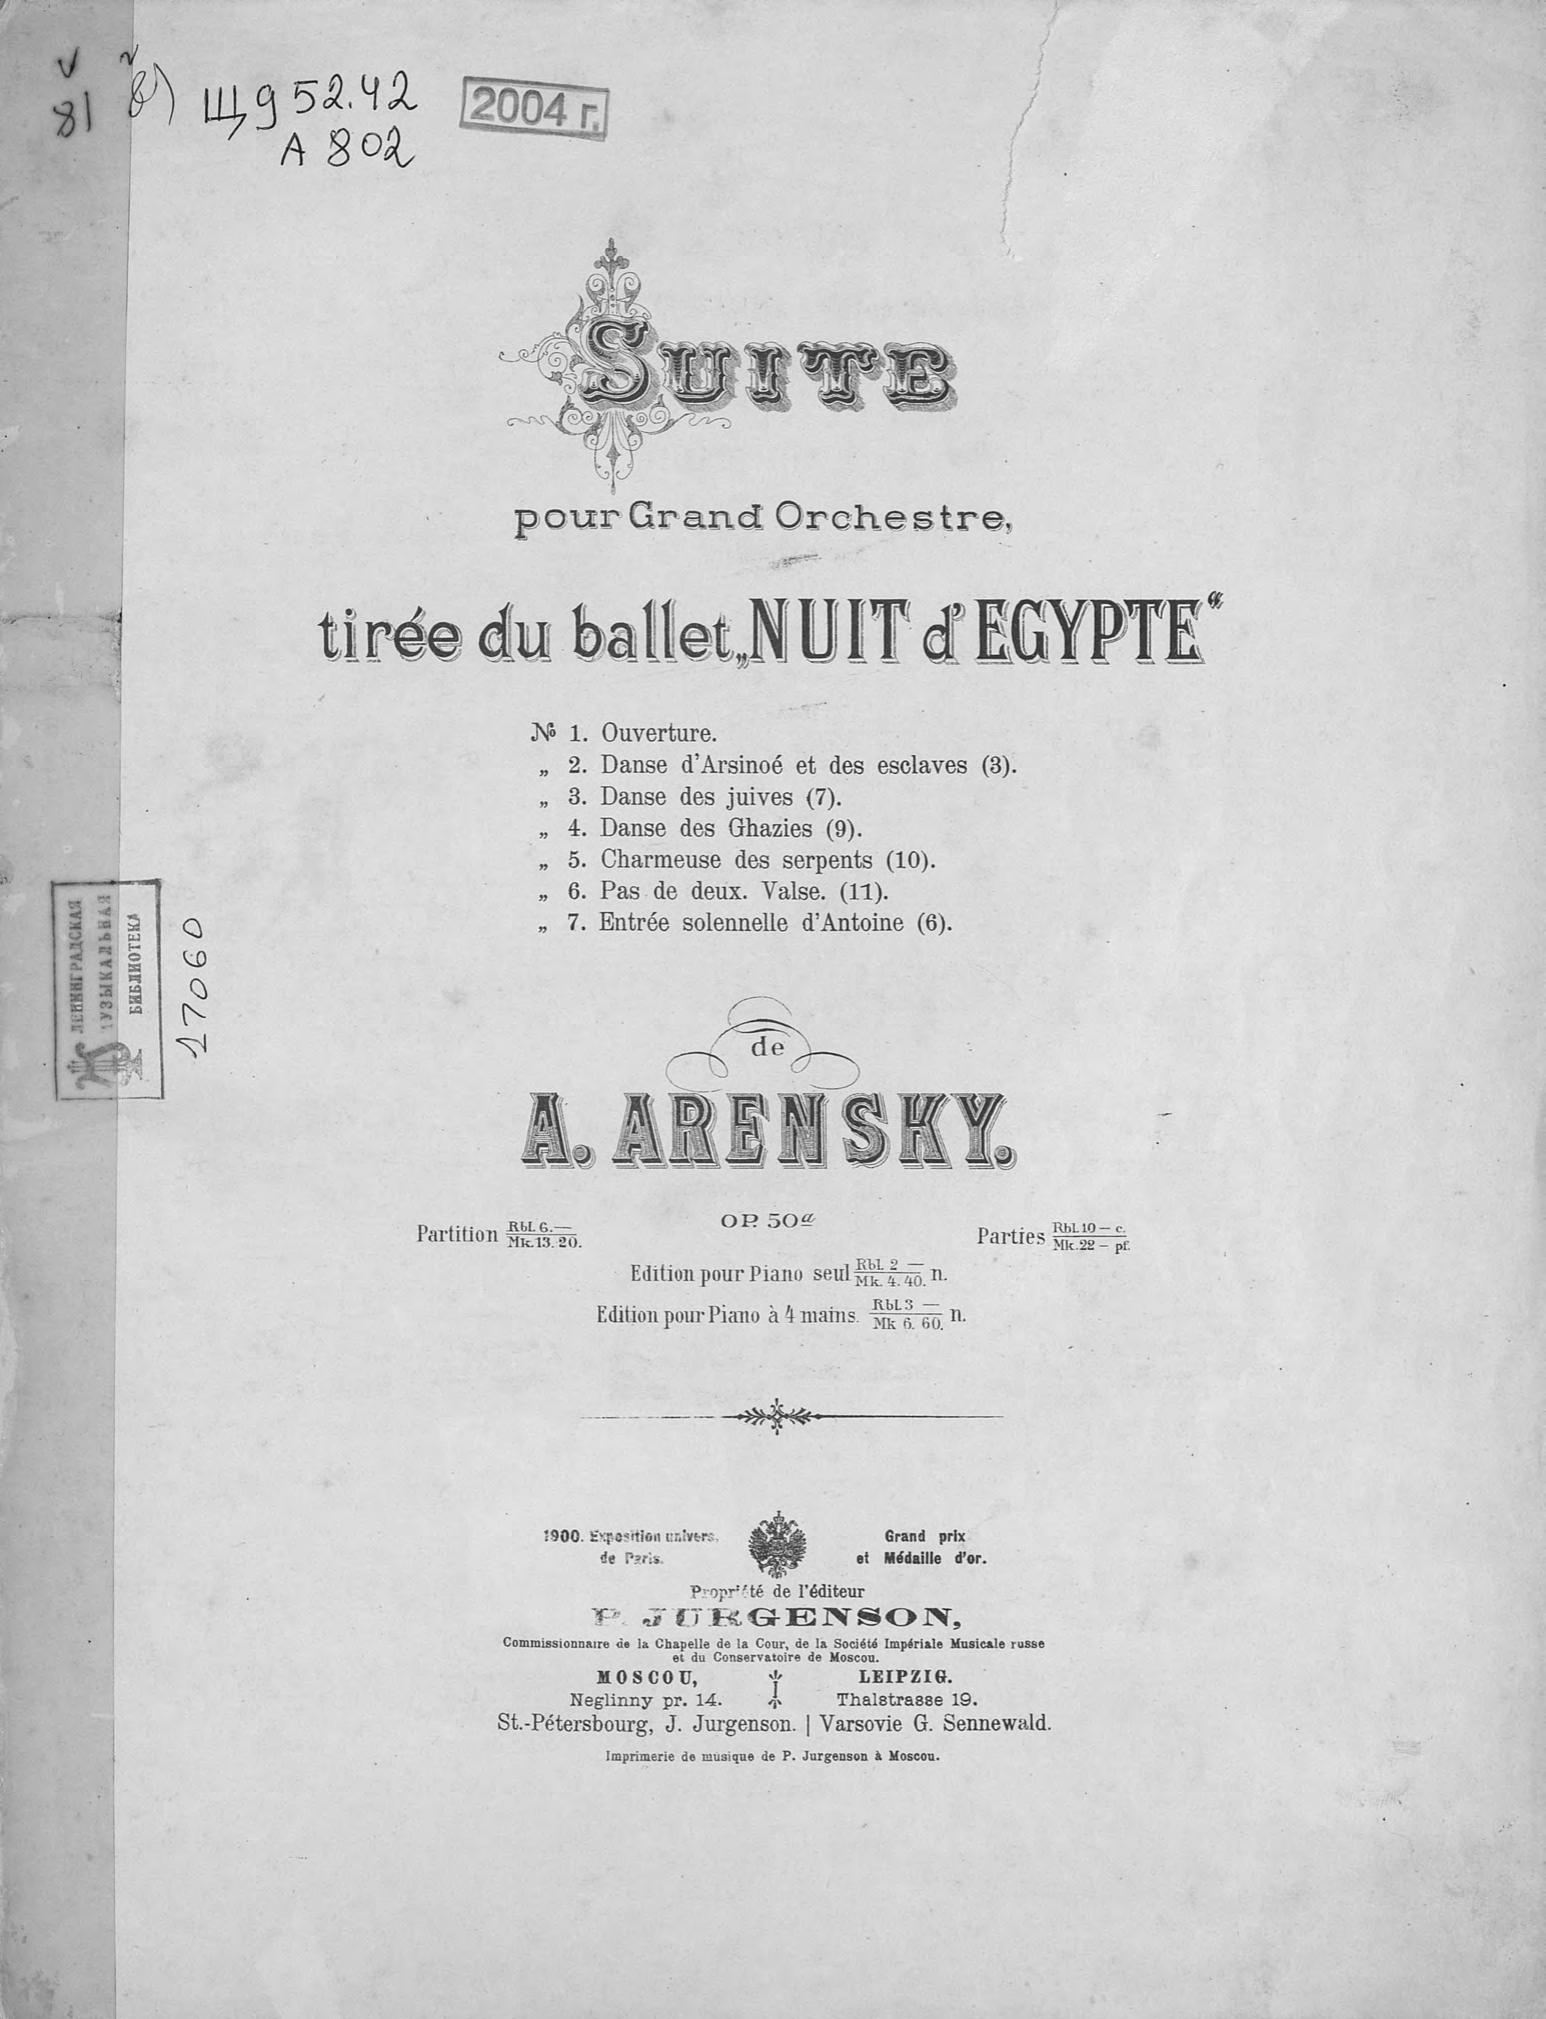 81 в) Щ9 52.42
А 802
2004 г.
SUITE
pour Grand Orchestre,
tirée du ballet „NUIT d'EGYPTE“
№ 1. Ouverture.
„ 2. Danse d'Arsinoé et des esclaves (3).
„ 3. Danse des juives (7).
„ 4. Danse des Ghazies (9).
„ 5. Charmeuse des serpents (10).
„ 6. Pas de deux. Valse. (11).
„ 7. Entrée solennelle d'Antoine (6).
ЛЕНИНГРАДСКАЯ
МУЗЫКАЛЬНАЯ
БИБЛИОТЕКА
17060
de
A. ARENSKY.
OP. 50a
Partition Rbl. 6.— Mk. 13. 20.
Parties Rbl. 10 — c. Mk. 22 — pf.
Edition pour Piano seul Rbl. 2 — Mk. 4. 40. n.
Edition pour Piano à 4 mains. Rbl. 3 — Mk 6. 60. n.
1900. Exposition univers. de Paris.
Grand prix et Médaille d'or.
Propriété de l'éditeur
P. JURGENSON,
Commissionnaire de la Chapelle de la Cour, de la Société Impériale Musicale russe
et du Conservatoire de Moscou.
MOSCOU, LEIPZIG.
Neglinny pr. 14. Thalstrasse 19.
St.-Pétersbourg, J. Jurgenson. | Varsovie G. Sennewald.
Imprimerie de musique de P. Jurgenson à Moscou.